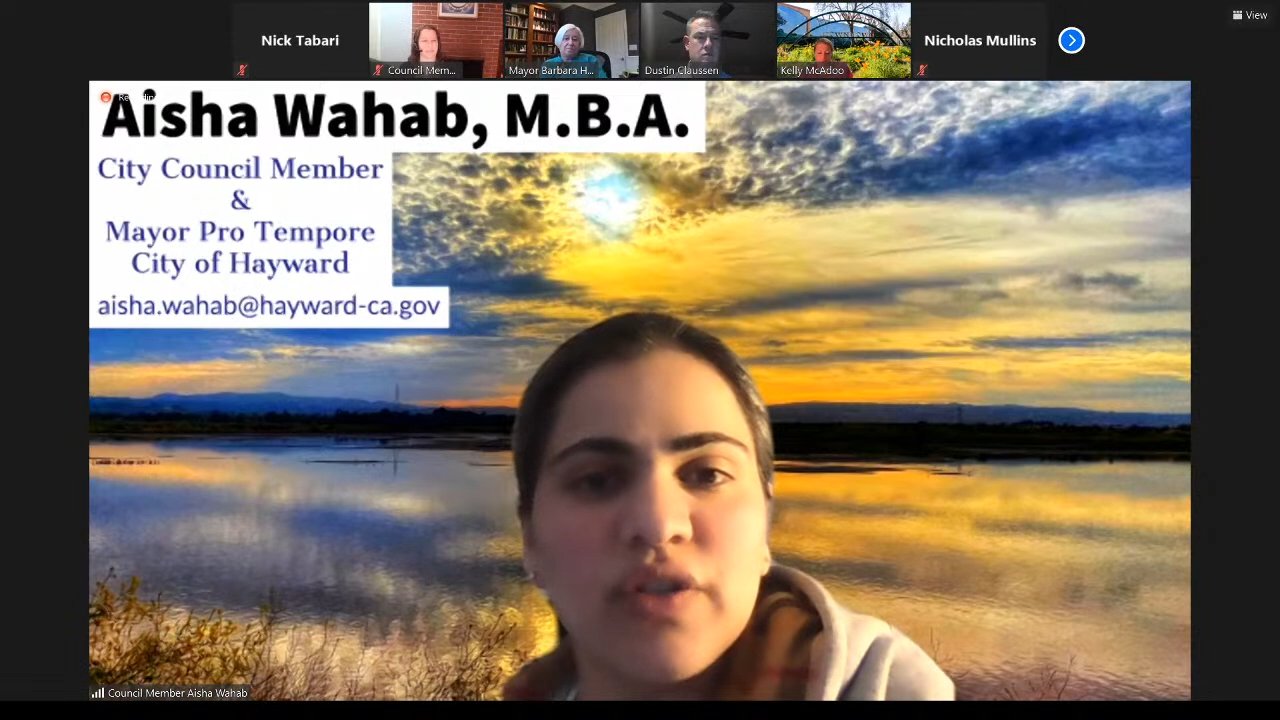 View
Nick Tabari
Council Mem...
Mayor Barbara H...
Dustin Claussen
Kelly McAdoo
Nicholas Mullins
Aisha Wahab, M.B.A.
City Council Member
&
Mayor Pro Tempore
City of Hayward
aisha.wahab@hayward-ca.gov
Council Member Aisha Wahab